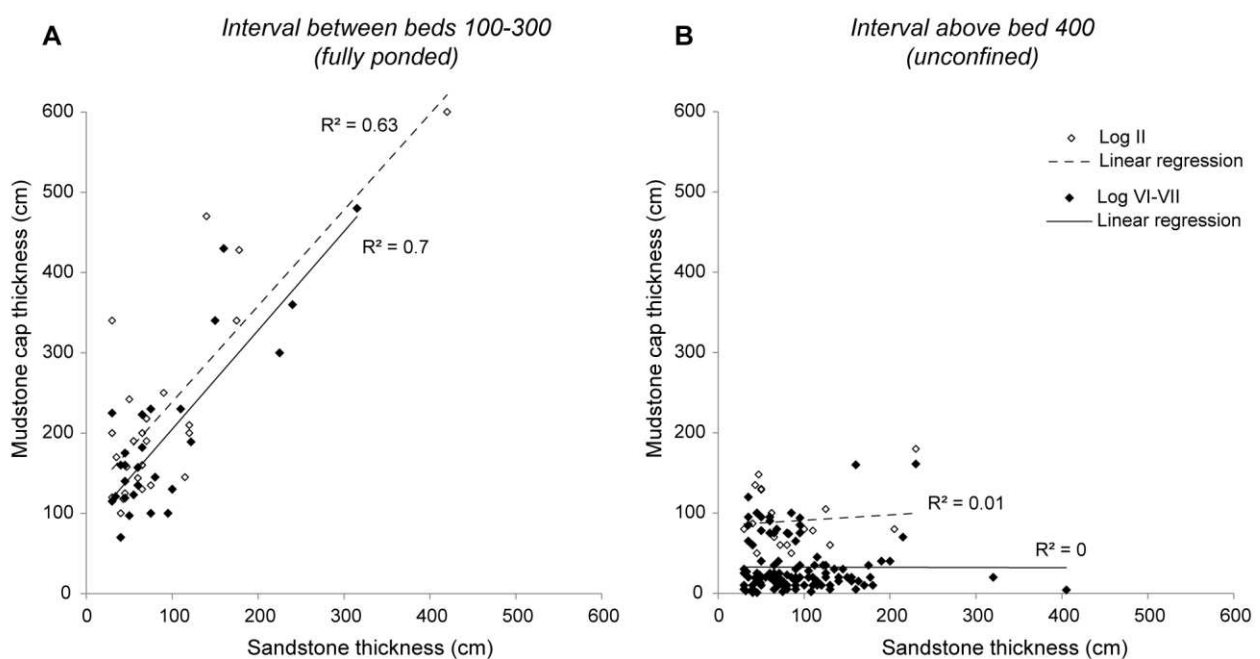 A
Interval between beds 100-300
(fully ponded)
Mudstone cap thickness (cm)
600
500
400
300
200
100
0
R² = 0.63
R² = 0.7
0 100 200 300 400 500 600
Sandstone thickness (cm)
B
Interval above bed 400
(unconfined)
Mudstone cap thickness (cm)
600
500
400
300
200
100
0
Log II
Linear regression
Log VI-VII
Linear regression
R² = 0.01
R² = 0
0 100 200 300 400 500 600
Sandstone thickness (cm)